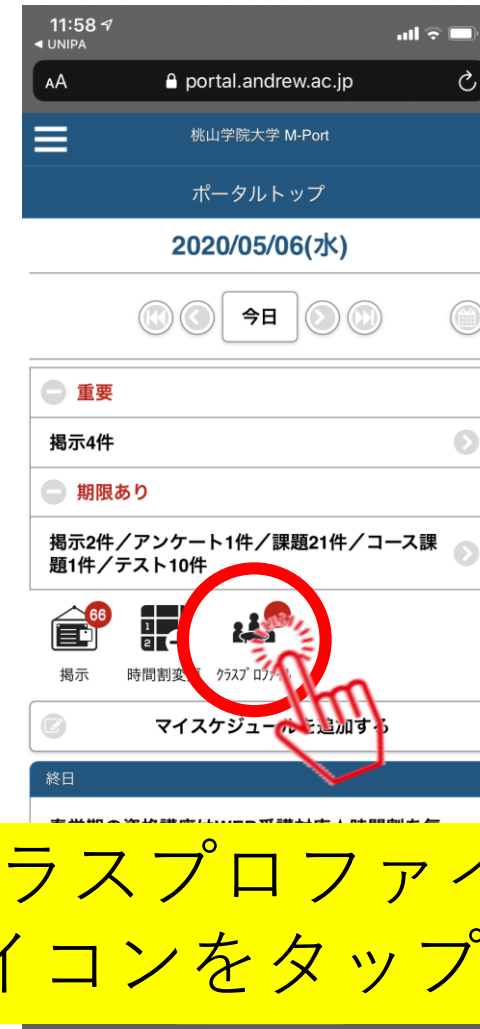 11:58
◀ UNIPA
AA portal.andrew.ac.jp
桃山学院大学 M-Port
ポータルトップ
2020/05/06(水)
今日
重要
掲示4件
期限あり
掲示2件／アンケート1件／課題21件／コース課
題1件／テスト10件
66
1
2
掲示 時間割変 クラスプロファイル
マイスケジュールを追加する
終日
ラスプロファイ
イコンをタップ